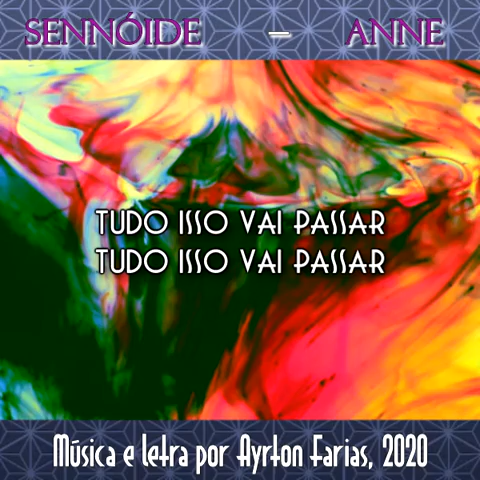 SENNÓIDE – ANNE
TUDO ISSO VAI PASSAR
TUDO ISSO VAI PASSAR
Música e letra por Ayrton Farias, 2020